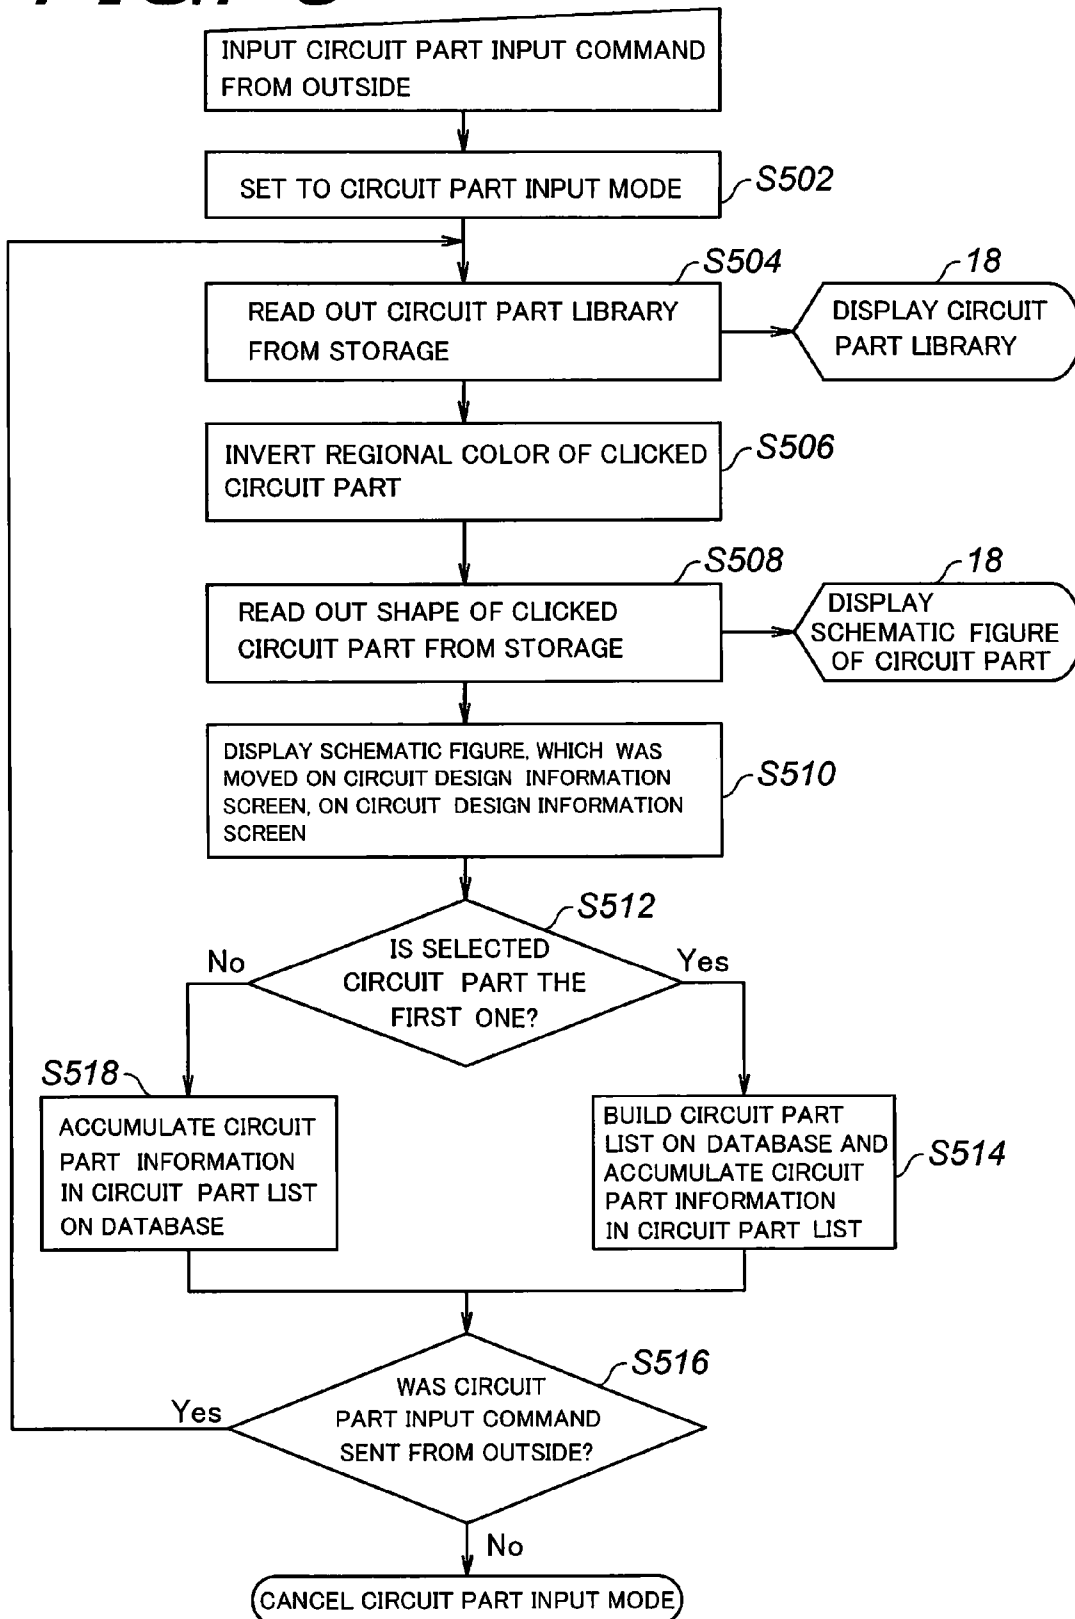 INPUT CIRCUIT PART INPUT COMMAND
FROM OUTSIDE
SET TO CIRCUIT PART INPUT MODE
S502
S504
READ OUT CIRCUIT PART LIBRARY
FROM STORAGE
18
DISPLAY CIRCUIT
PART LIBRARY
INVERT REGIONAL COLOR OF CLICKED
CIRCUIT PART
S506
S508
READ OUT SHAPE OF CLICKED
CIRCUIT PART FROM STORAGE
18
DISPLAY
SCHEMATIC FIGURE
OF CIRCUIT PART
DISPLAY SCHEMATIC FIGURE, WHICH WAS
MOVED ON CIRCUIT DESIGN INFORMATION
SCREEN, ON CIRCUIT DESIGN INFORMATION
SCREEN
S510
S512
IS SELECTED
CIRCUIT PART THE
FIRST ONE?
No
Yes
S518
ACCUMULATE CIRCUIT
PART INFORMATION
IN CIRCUIT PART LIST
ON DATABASE
BUILD CIRCUIT PART
LIST ON DATABASE AND
ACCUMULATE CIRCUIT
PART INFORMATION
IN CIRCUIT PART LIST
S514
S516
WAS CIRCUIT
PART INPUT COMMAND
SENT FROM OUTSIDE?
Yes
No
CANCEL CIRCUIT PART INPUT MODE